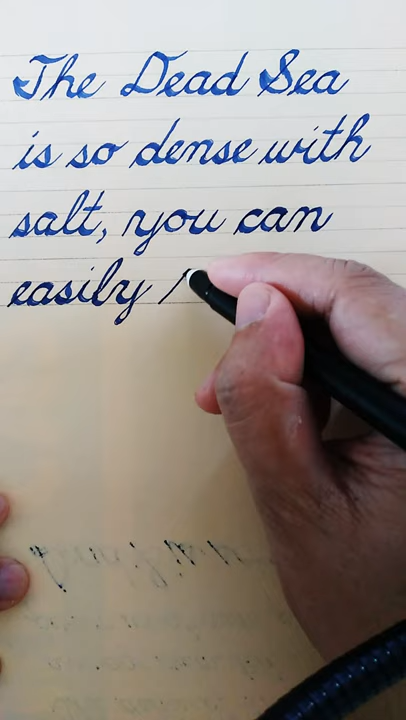 The Dead Sea
is so dense with
salt, you can
easily